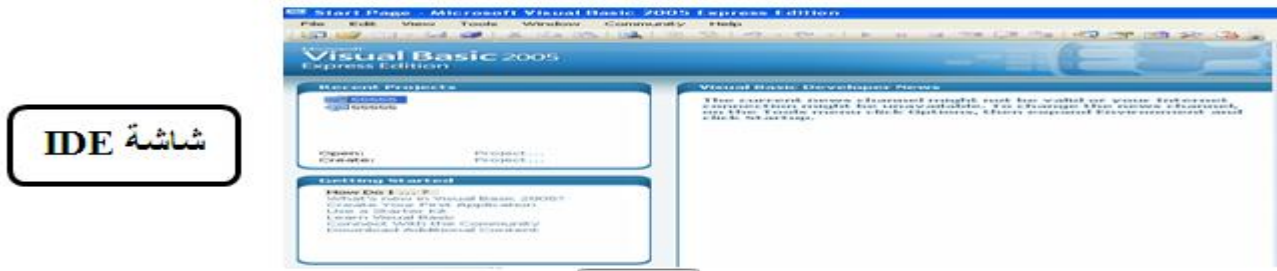 Start Page - Microsoft Visual Basic 2005 Express Edition
File Edit View Tools Window Community Help
Microsoft
Visual Basic 2005
Express Edition
Recent Projects
Open: Project...
Create: Project...
Getting Started
How Do I ...?
What's new in Visual Basic 2005?
Create Your First Application
Use a Starter Kit
Learn Visual Basic
Connect With the Community
Download Additional Content
Visual Basic Developer News
The current news channel might not be valid or your Internet
connection might be unavailable. To change the news channel,
on the Tools menu click Options, then expand Environment and
click Startup.
شاشة IDE